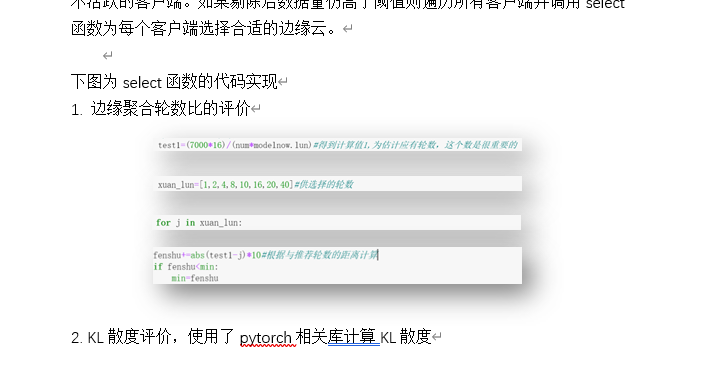 不活跃的客户端。如果剔除后数据量仍高于阈值则遍历所有客户端并调用 select
函数为每个客户端选择合适的边缘云。
下图为 select 函数的代码实现
1. 边缘聚合轮数比的评价
test1=(7000*16)/(num*modelnow.lun)#得到计算值1,为估计应有轮数，这个数是很重要的
xuan_lun=[1,2,4,8,10,16,20,40]#供选择的轮数
for j in xuan_lun:
fenshu+=abs(test1-j)*10#根据与推荐轮数的距离计算
if fenshu<min:
min=fenshu
2. KL 散度评价，使用了 pytorch 相关库计算 KL 散度